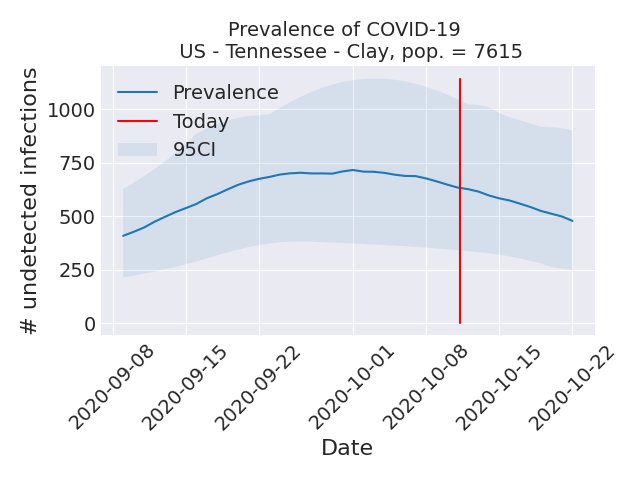 Prevalence of COVID-19
US - Tennessee - Clay, pop. = 7615
# undetected infections
1000
750
500
250
0
Prevalence
Today
95CI
2020-09-08
2020-09-15
2020-09-22
2020-10-01
2020-10-08
2020-10-15
2020-10-22
Date